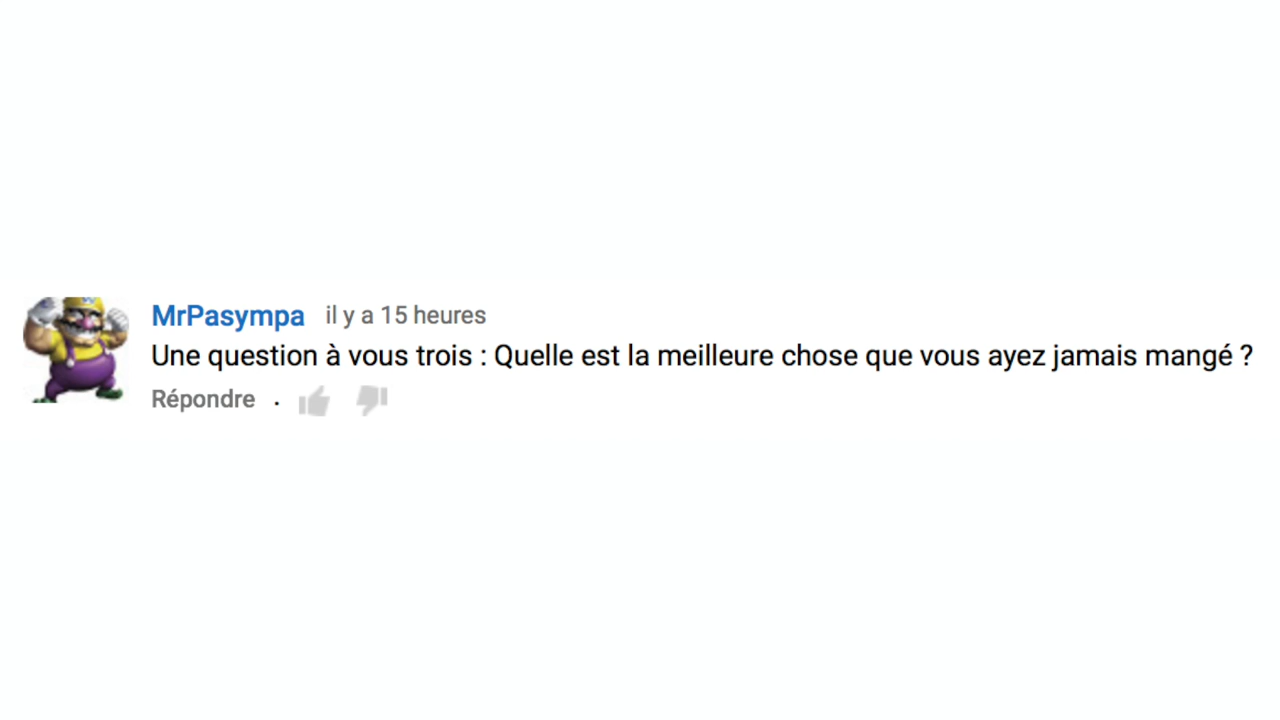 MrPasympa il y a 15 heures
Une question à vous trois : Quelle est la meilleure chose que vous ayez jamais mangé ?
Répondre .